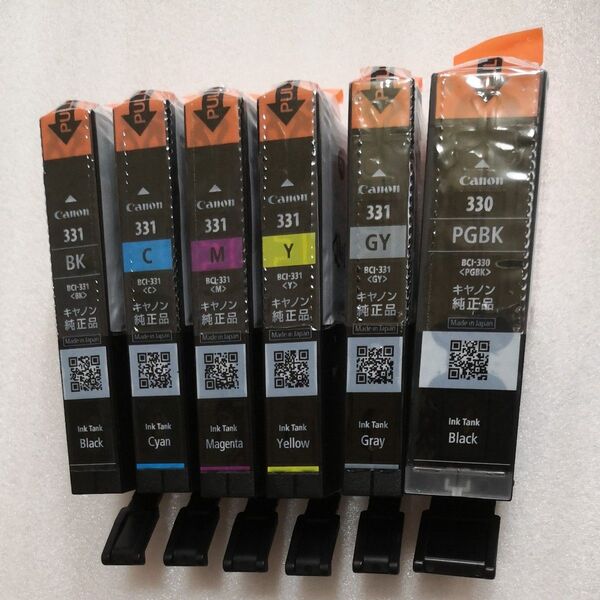 PULL
Canon
331
BK
BCI-331
<BK>
キヤノン
純正品
Made in Japan
Ink Tank
Black
Canon
331
C
BCI-331
<C>
キヤノン
純正品
Made in Japan
Ink Tank
Cyan
PULL
Canon
331
M
BCI-331
<M>
キヤノン
純正品
Made in Japan
Ink Tank
Magenta
PULL
Canon
331
Y
BCI-331
<Y>
キヤノン
純正品
Made in Japan
Ink Tank
Yellow
Canon
331
GY
BCI-331
<GY>
キヤノン
純正品
Made in Japan
Ink Tank
Gray
Canon
330
PGBK
BCI-330
<PGBK>
キヤノン
純正品
Made in Japan
Ink Tank
Black